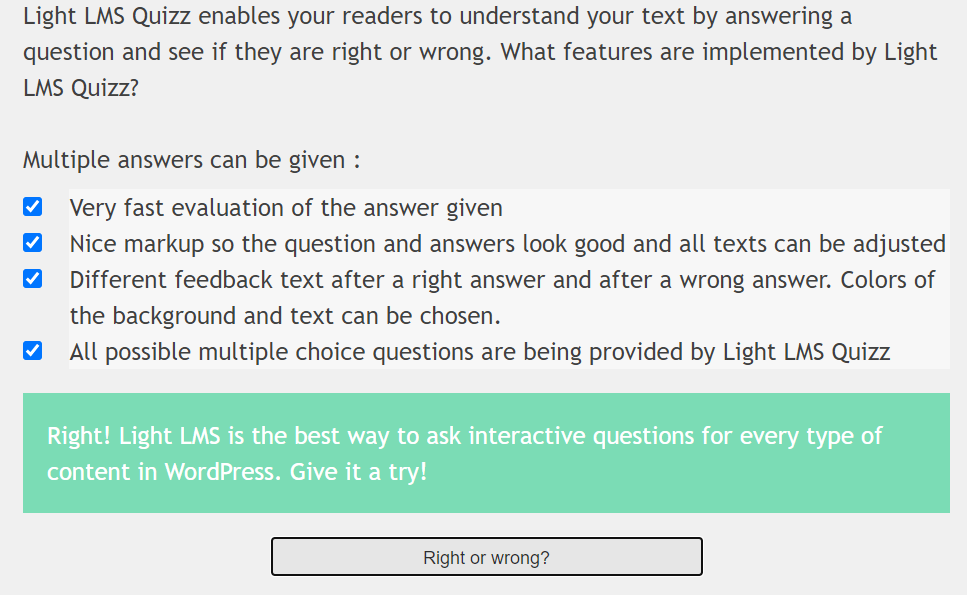 Light LMS Quizz enables your readers to understand your text by answering a
question and see if they are right or wrong. What features are implemented by Light
LMS Quizz?
Multiple answers can be given :
Very fast evaluation of the answer given
Nice markup so the question and answers look good and all texts can be adjusted
Different feedback text after a right answer and after a wrong answer. Colors of
the background and text can be chosen.
All possible multiple choice questions are being provided by Light LMS Quizz
Right! Light LMS is the best way to ask interactive questions for every type of
content in WordPress. Give it a try!
Right or wrong?